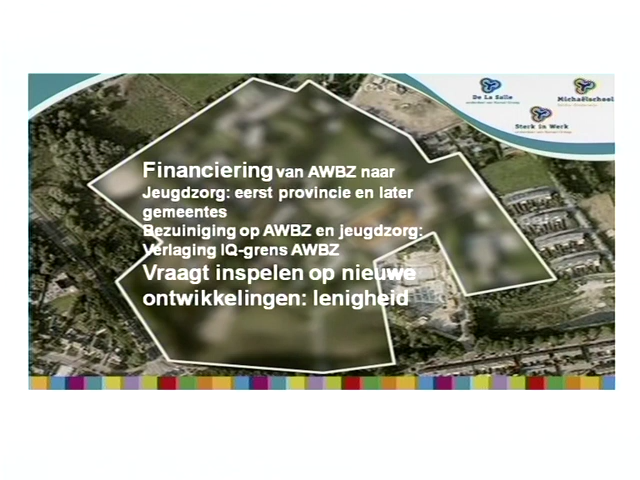 De La Salle
Michaëlschool
Sterk in Werk
Financiering van AWBZ naar
Jeugdzorg: eerst provincie en later
gemeentes
Bezuiniging op AWBZ en jeugdzorg:
Verlaging IQ-grens AWBZ
Vraagt inspelen op nieuwe
ontwikkelingen: lenigheid